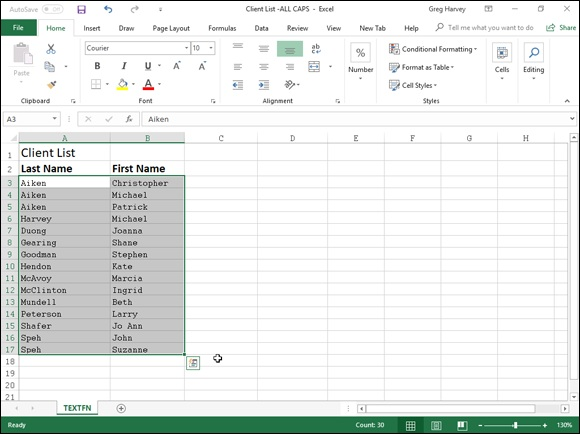 AutoSave Off Client List -ALL CAPS - Excel Greg Harvey
File Home Insert Draw Page Layout Formulas Data Review View New Tab Help Tell me what you want to do Share
Courier 10
Paste B I U A A
ab
% Number
Conditional Formatting
Format as Table
Cell Styles
Cells Editing
Clipboard Font Alignment Styles
A3 fx Aiken
A B C D E F G H
1 Client List
2 Last Name First Name
3 Aiken Christopher
4 Aiken Michael
5 Aiken Patrick
6 Harvey Michael
7 Duong Joanna
8 Gearing Shane
9 Goodman Stephen
10 Hendon Kate
11 McAvoy Marcia
12 McClinton Ingrid
13 Mundell Beth
14 Peterson Larry
15 Shafer Jo Ann
16 Speh John
17 Speh Suzanne
18
19
20
21
TEXTFN
Ready Count: 30 130%